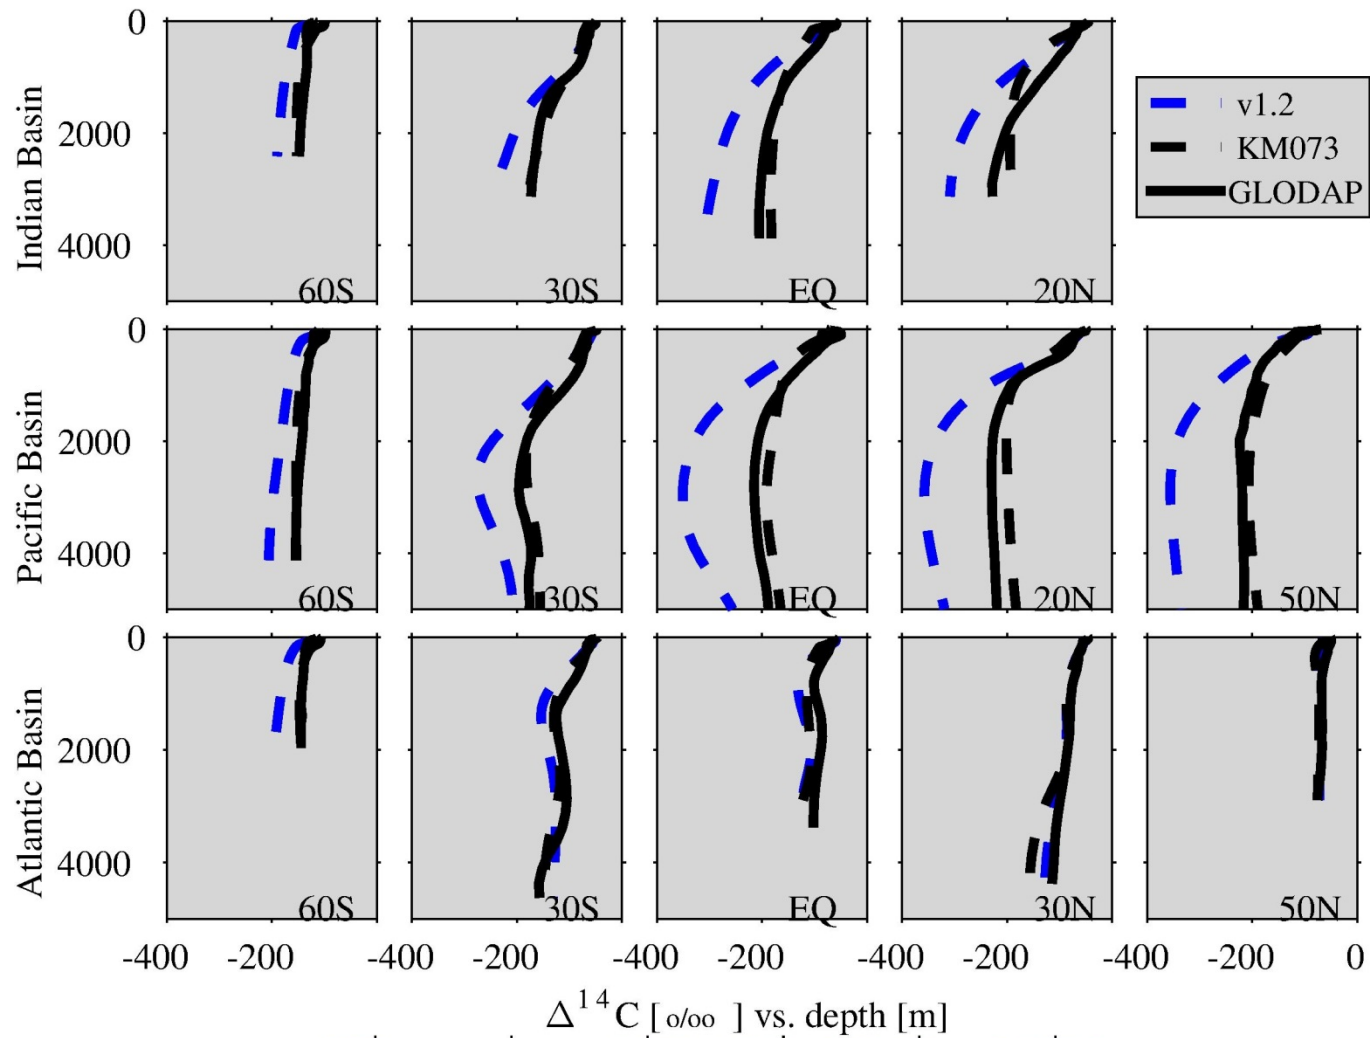 0
2000
4000
Indian Basin
60S
30S
EQ
20N
v1.2
KM073
GLODAP
0
2000
4000
Pacific Basin
60S
30S
EQ
20N
50N
0
2000
4000
Atlantic Basin
60S
30S
EQ
30N
50N
-400 -200 -400 -200 -400 -200 -400 -200 -400 -200 0
Δ¹⁴C [ o/oo ] vs. depth [m]